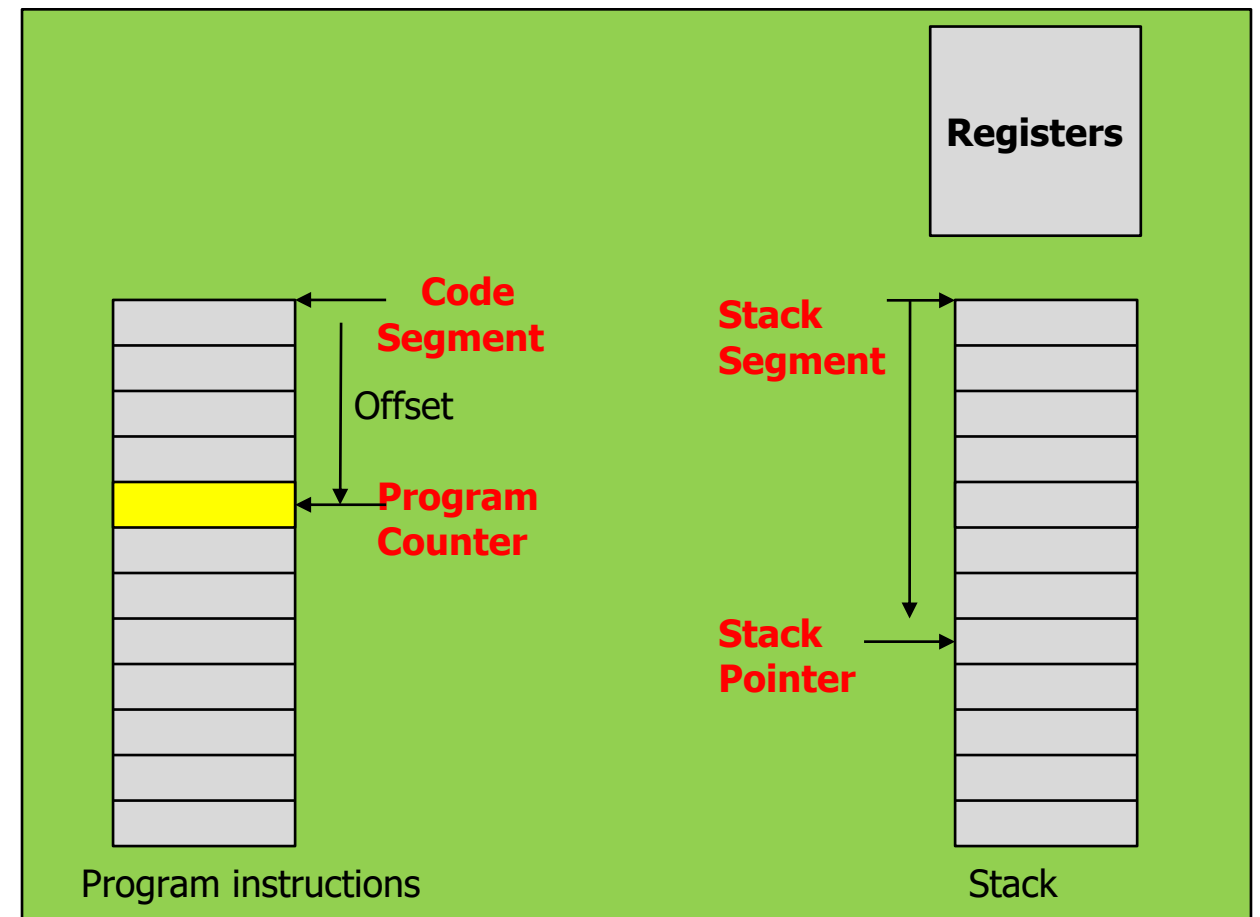 Registers
Code
Segment
Offset
Program
Counter
Stack
Segment
Stack
Pointer
Program instructions
Stack